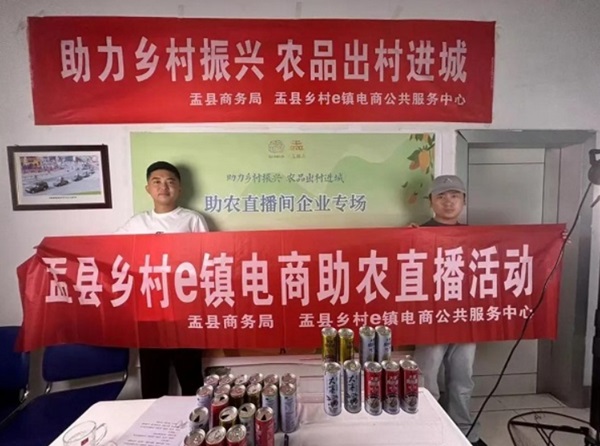 助力乡村振兴 农品出村进城
盂县商务局 盂县乡村e镇电商公共服务中心
助力乡村振兴 农品出村进城
助农直播间企业专场
盂县乡村e镇电商助农直播活动
盂县商务局 盂县乡村e镇电商公共服务中心